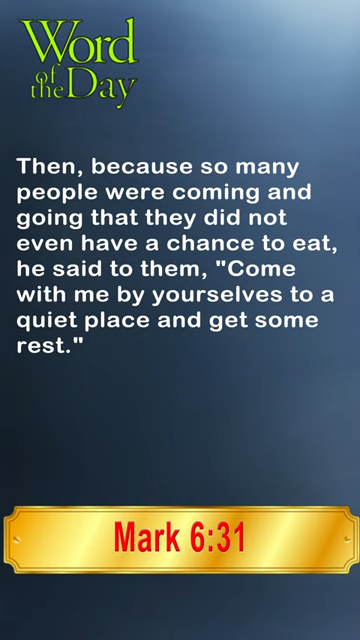 Word
of
the Day
Then, because so many
people were coming and
going that they did not
even have a chance to eat,
he said to them, "Come
with me by yourselves to a
quiet place and get some
rest."
Mark 6:31